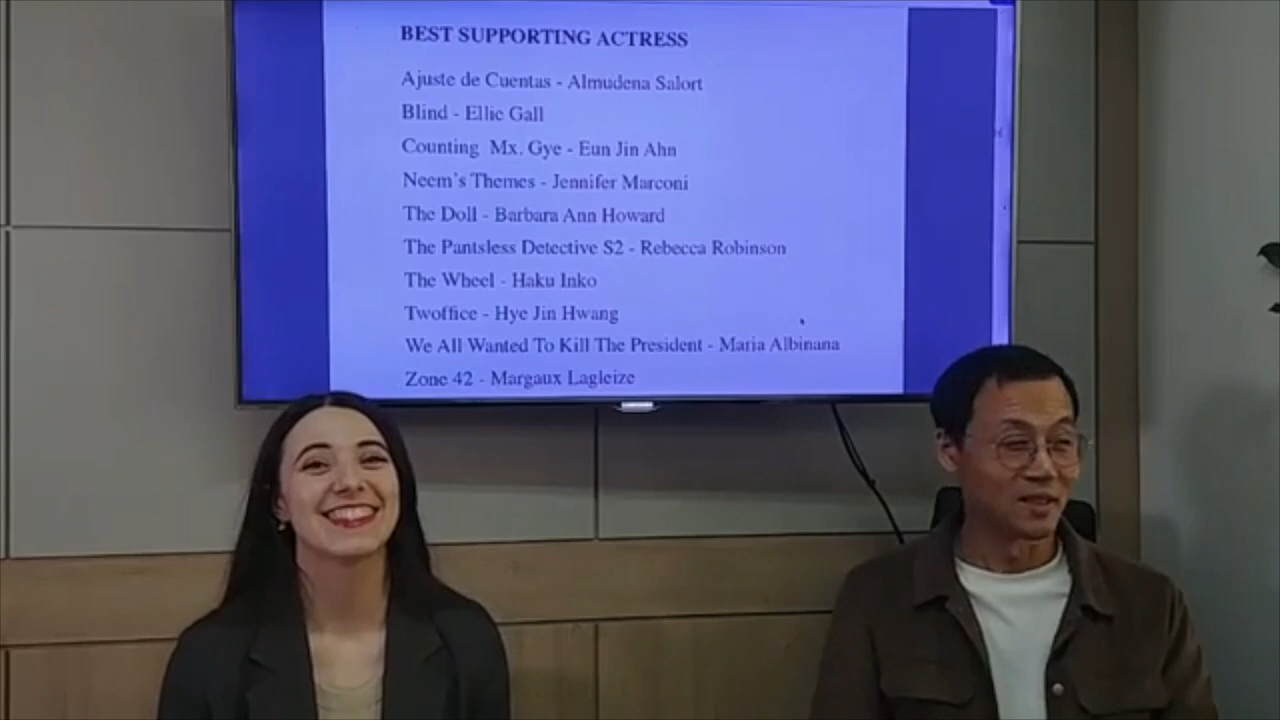 BEST SUPPORTING ACTRESS
Ajuste de Cuentas - Almudena Salort
Blind - Ellie Gall
Counting Mx. Gye - Eun Jin Ahn
Neem's Themes - Jennifer Marconi
The Doll - Barbara Ann Howard
The Pantsless Detective S2 - Rebecca Robinson
The Wheel - Haku Inko
Twoffice - Hye Jin Hwang
We All Wanted To Kill The President - Maria Albinana
Zone 42 - Margaux Lagleize